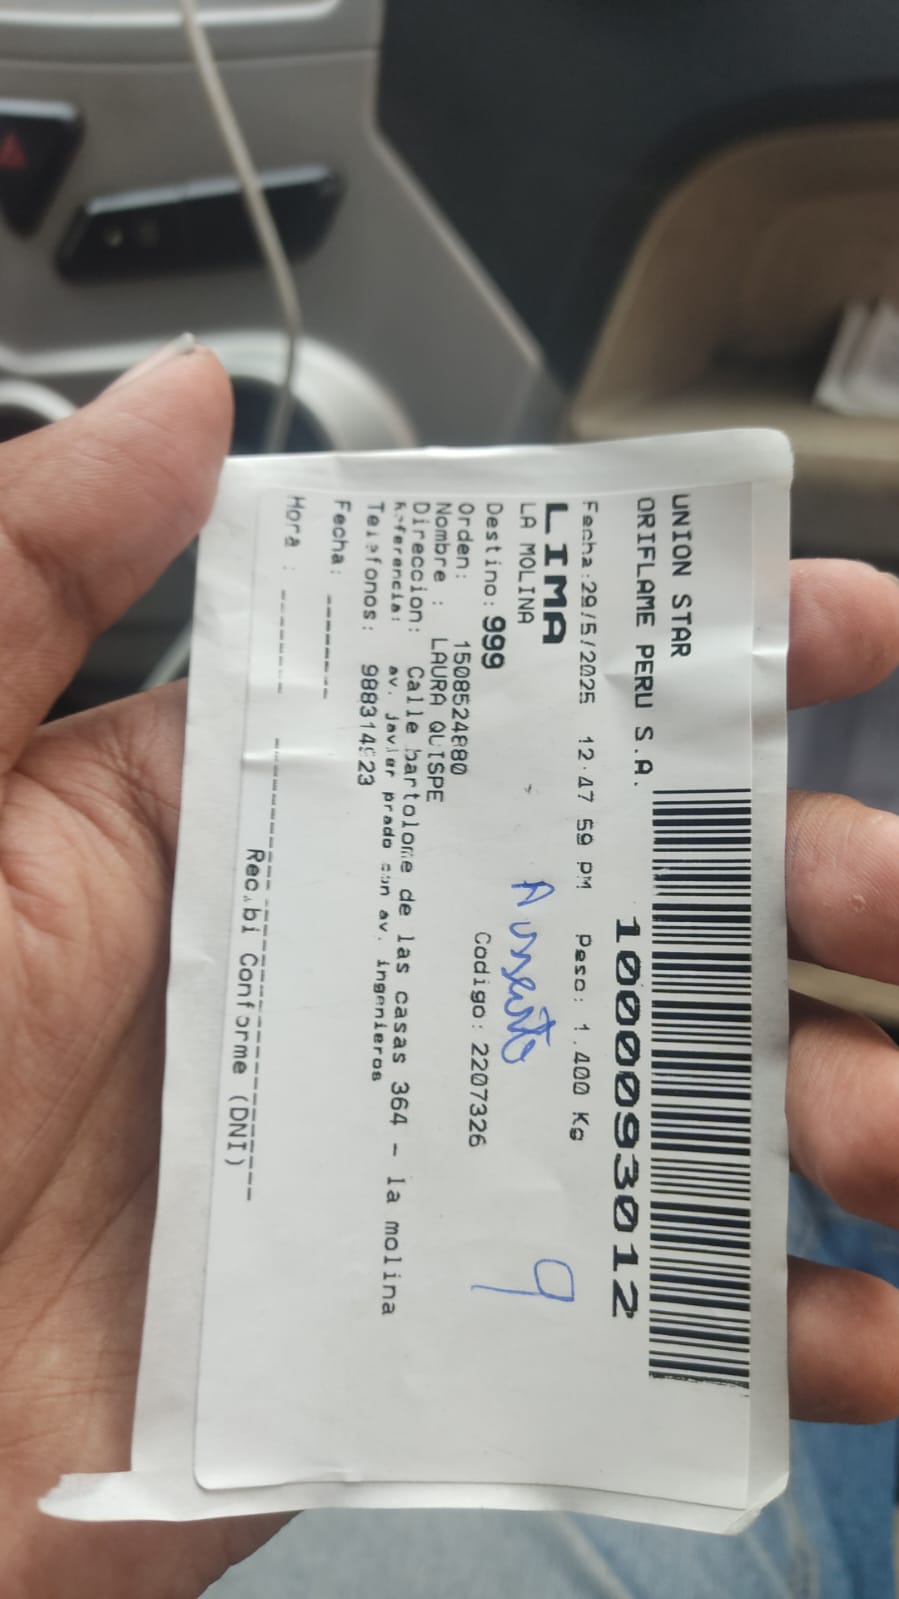 UNION STAR
ORIFLAME PERU S.A.
1000093012
Fecha:29/5/2025 12:47 59 PM Peso: 1.400 Kg
LIMA
LA MOLINA
Ausente
9
Destino: 999
Codigo: 2207326
Orden: 1508524880
Nombre : LAURA QUISPE
Direccion: Calle bartolome de las casas 364 - la molina
Referencia: av. javier prado con av. ingenieros
Telefonos:
Fecha: ------
Hora : ------
Recibi Conforme (DNI)